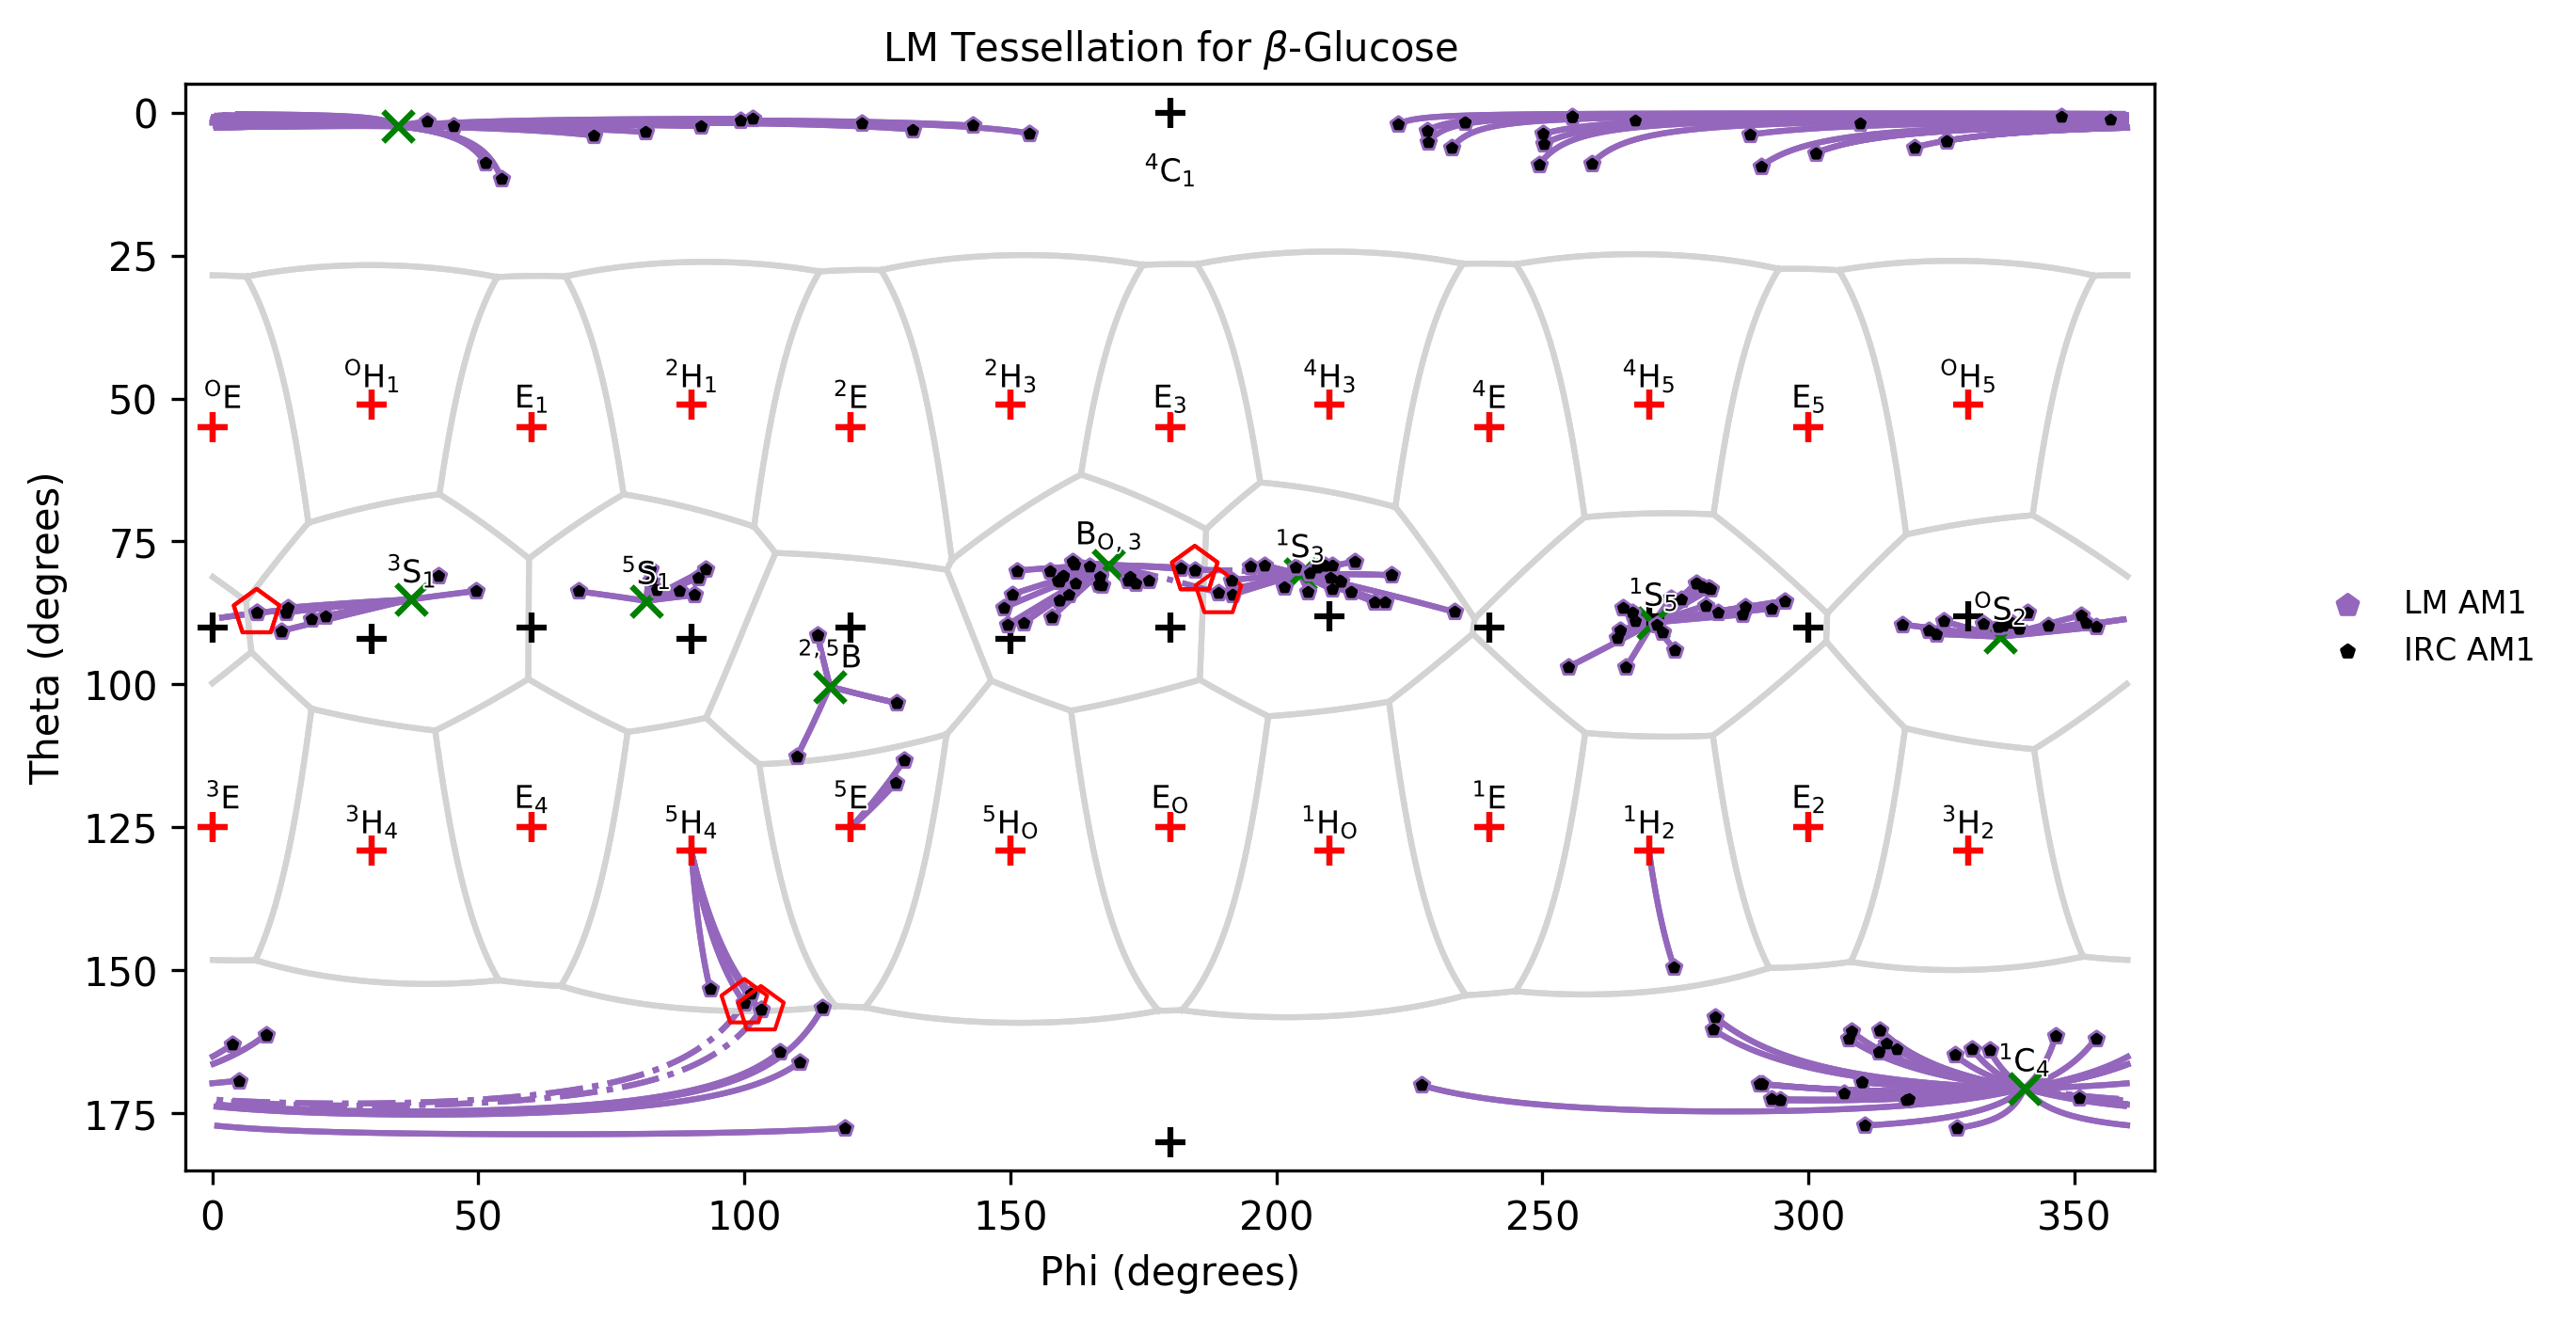 LM Tessellation for β-Glucose
Theta (degrees)
0
25
50
75
100
125
150
175
⁴C₁
ᴼE ᴼH₁ E₁ ²H₁ ²E ²H₃ E₃ ⁴H₃ ⁴E ⁴H₅ E₅ ᴼH₅
³S₁ ⁵S₁ B_{O,3} ¹S₃ ¹S₅ ᴼS₂
²,⁵B
³E ³H₄ E₄ ⁵H₄ ⁵E ⁵H_O E_O ¹H_O ¹E ¹H₂ E₂ ³H₂
¹C₄
0 50 100 150 200 250 300 350
Phi (degrees)
LM AM1
IRC AM1